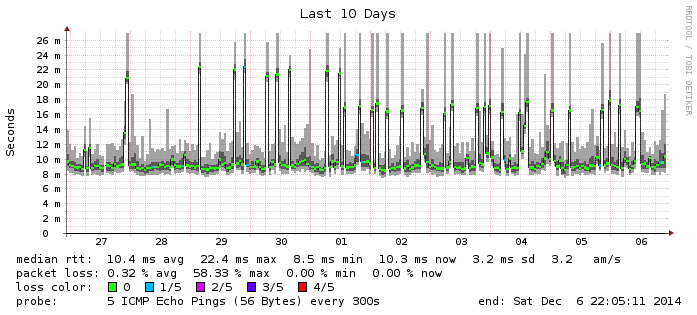 Last 10 Days
RRDTOOL / TOBI OETIKER
Seconds
26 m
24 m
22 m
20 m
18 m
16 m
14 m
12 m
10 m
8 m
6 m
4 m
2 m
0
27 28 29 30 01 02 03 04 05 06
median rtt: 10.4 ms avg 22.4 ms max 8.5 ms min 10.3 ms now 3.2 ms sd 3.2 am/s
packet loss: 0.32 % avg 58.33 % max 0.00 % min 0.00 % now
loss color: 0 1/5 2/5 3/5 4/5
probe: 5 ICMP Echo Pings (56 Bytes) every 300s end: Sat Dec 6 22:05:11 2014